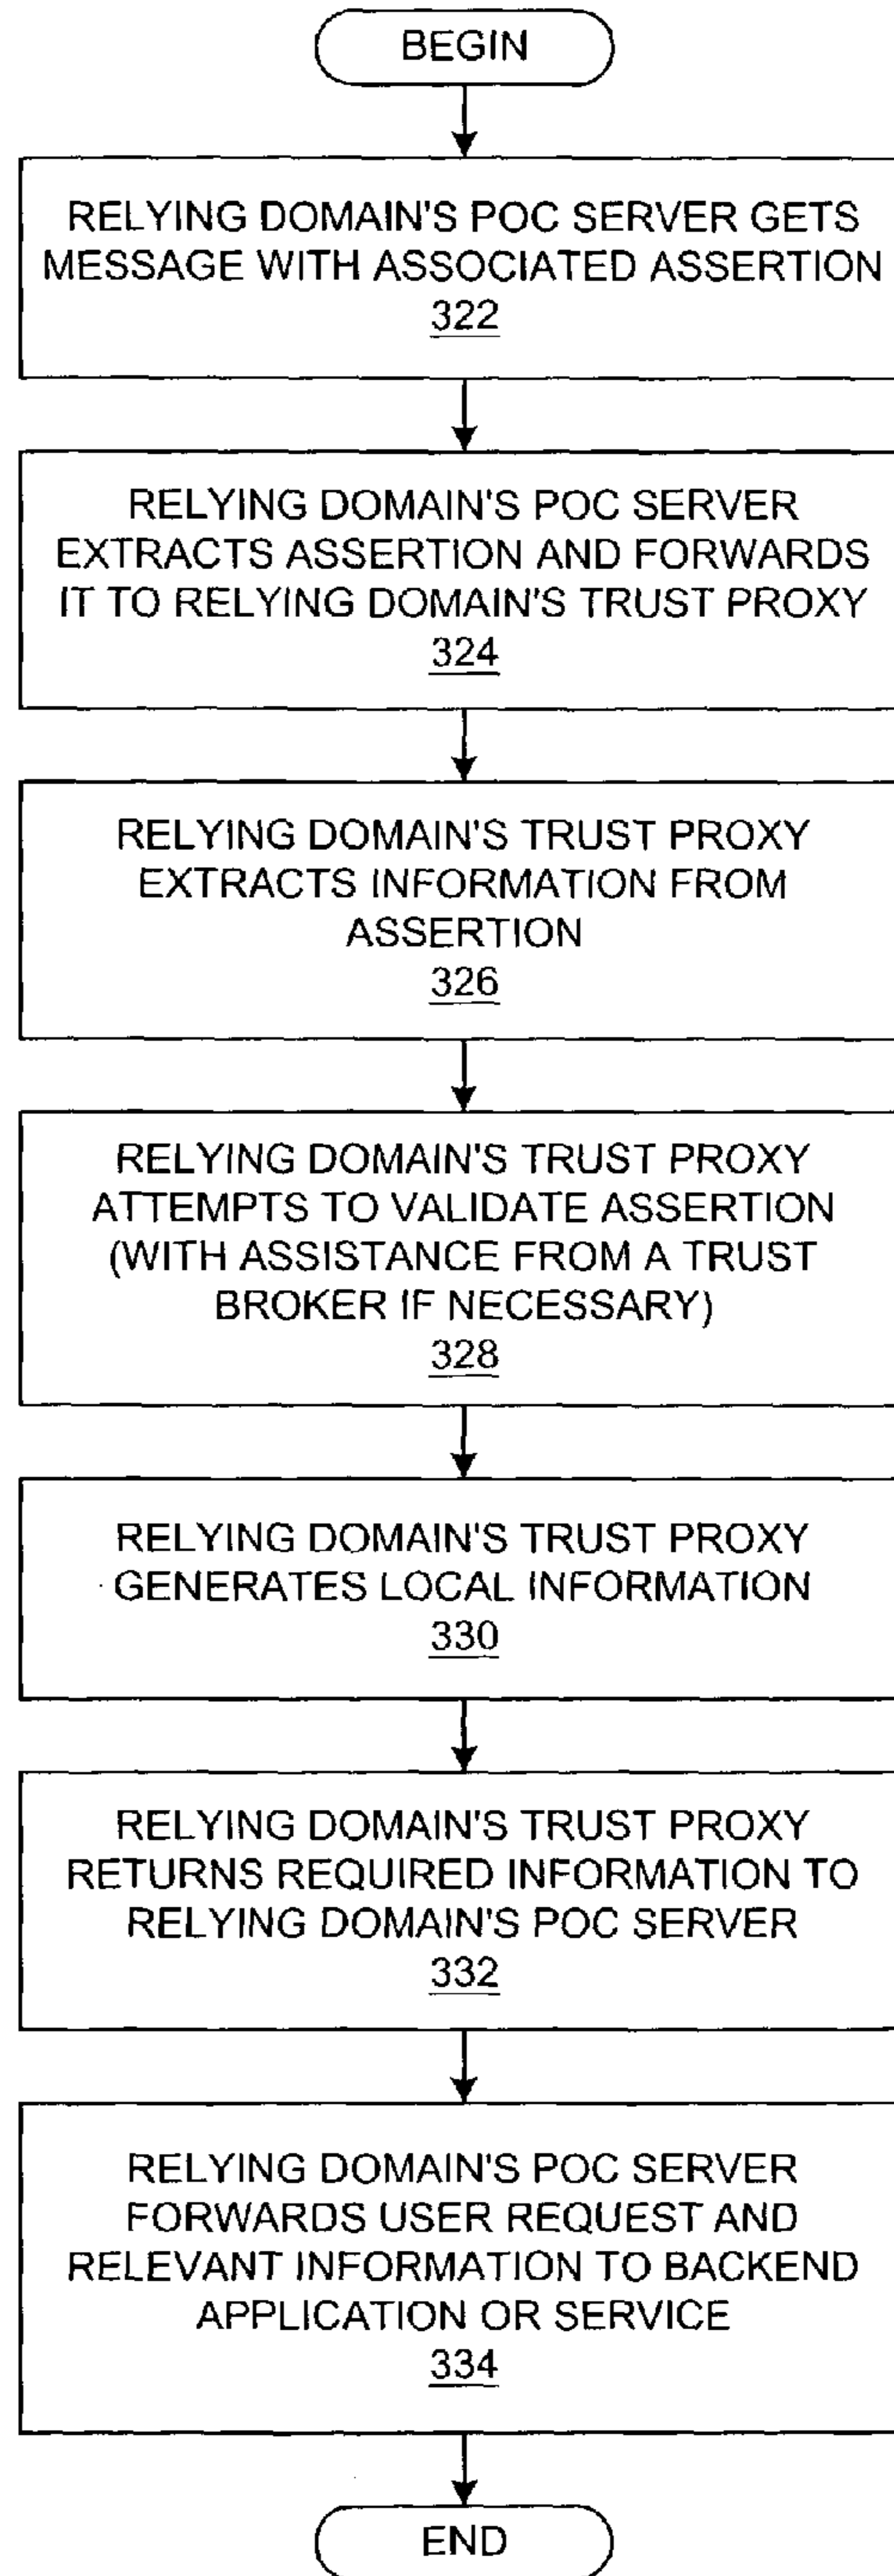 BEGIN
RELYING DOMAIN'S POC SERVER GETS
MESSAGE WITH ASSOCIATED ASSERTION
322
RELYING DOMAIN'S POC SERVER
EXTRACTS ASSERTION AND FORWARDS
IT TO RELYING DOMAIN'S TRUST PROXY
324
RELYING DOMAIN'S TRUST PROXY
EXTRACTS INFORMATION FROM
ASSERTION
326
RELYING DOMAIN'S TRUST PROXY
ATTEMPTS TO VALIDATE ASSERTION
(WITH ASSISTANCE FROM A TRUST
BROKER IF NECESSARY)
328
RELYING DOMAIN'S TRUST PROXY
GENERATES LOCAL INFORMATION
330
RELYING DOMAIN'S TRUST PROXY
RETURNS REQUIRED INFORMATION TO
RELYING DOMAIN'S POC SERVER
332
RELYING DOMAIN'S POC SERVER
FORWARDS USER REQUEST AND
RELEVANT INFORMATION TO BACKEND
APPLICATION OR SERVICE
334
END